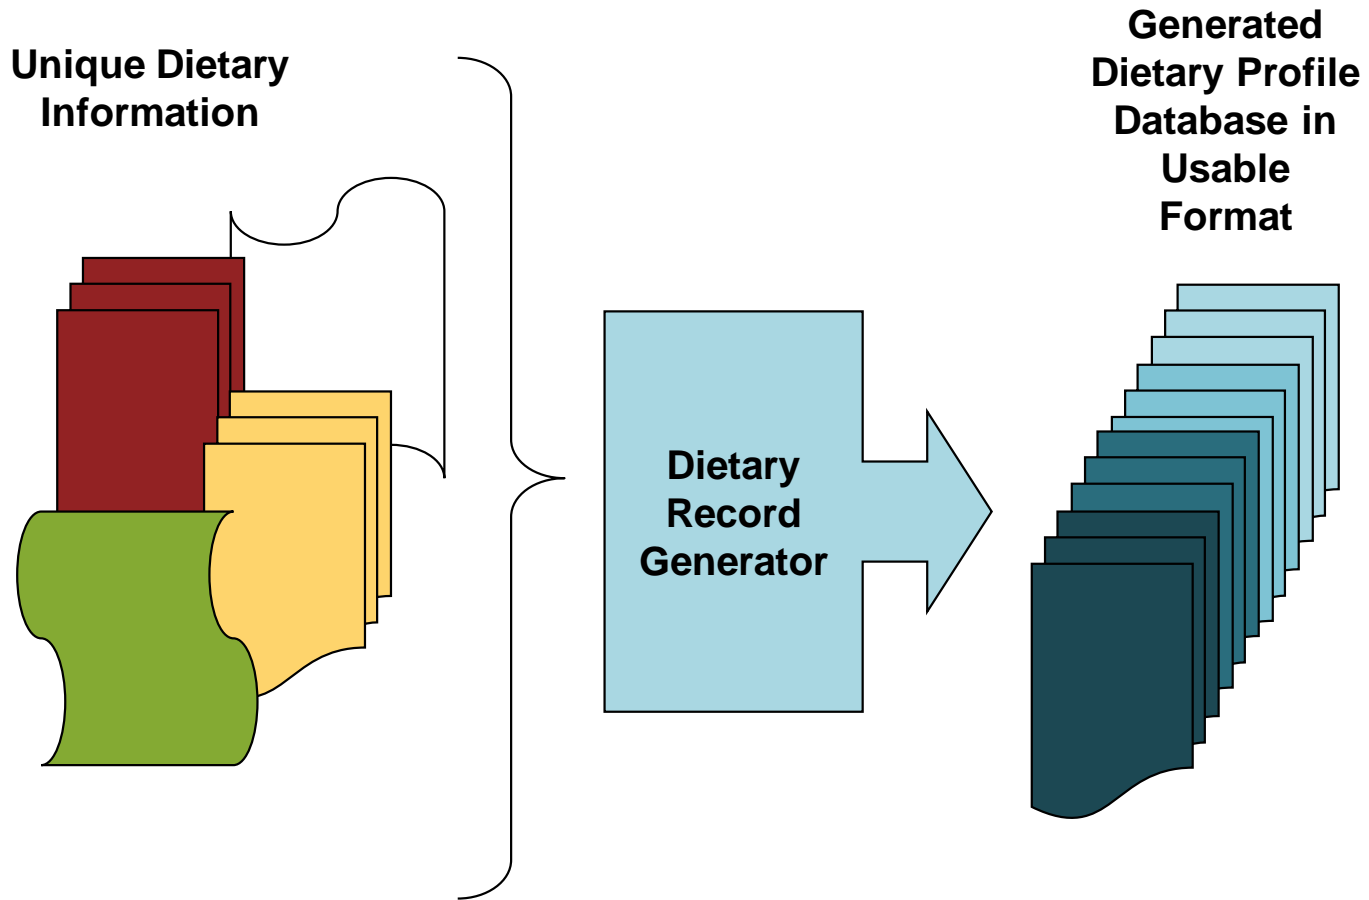 Unique Dietary
Information
Dietary
Record
Generator
Generated
Dietary Profile
Database in
Usable
Format